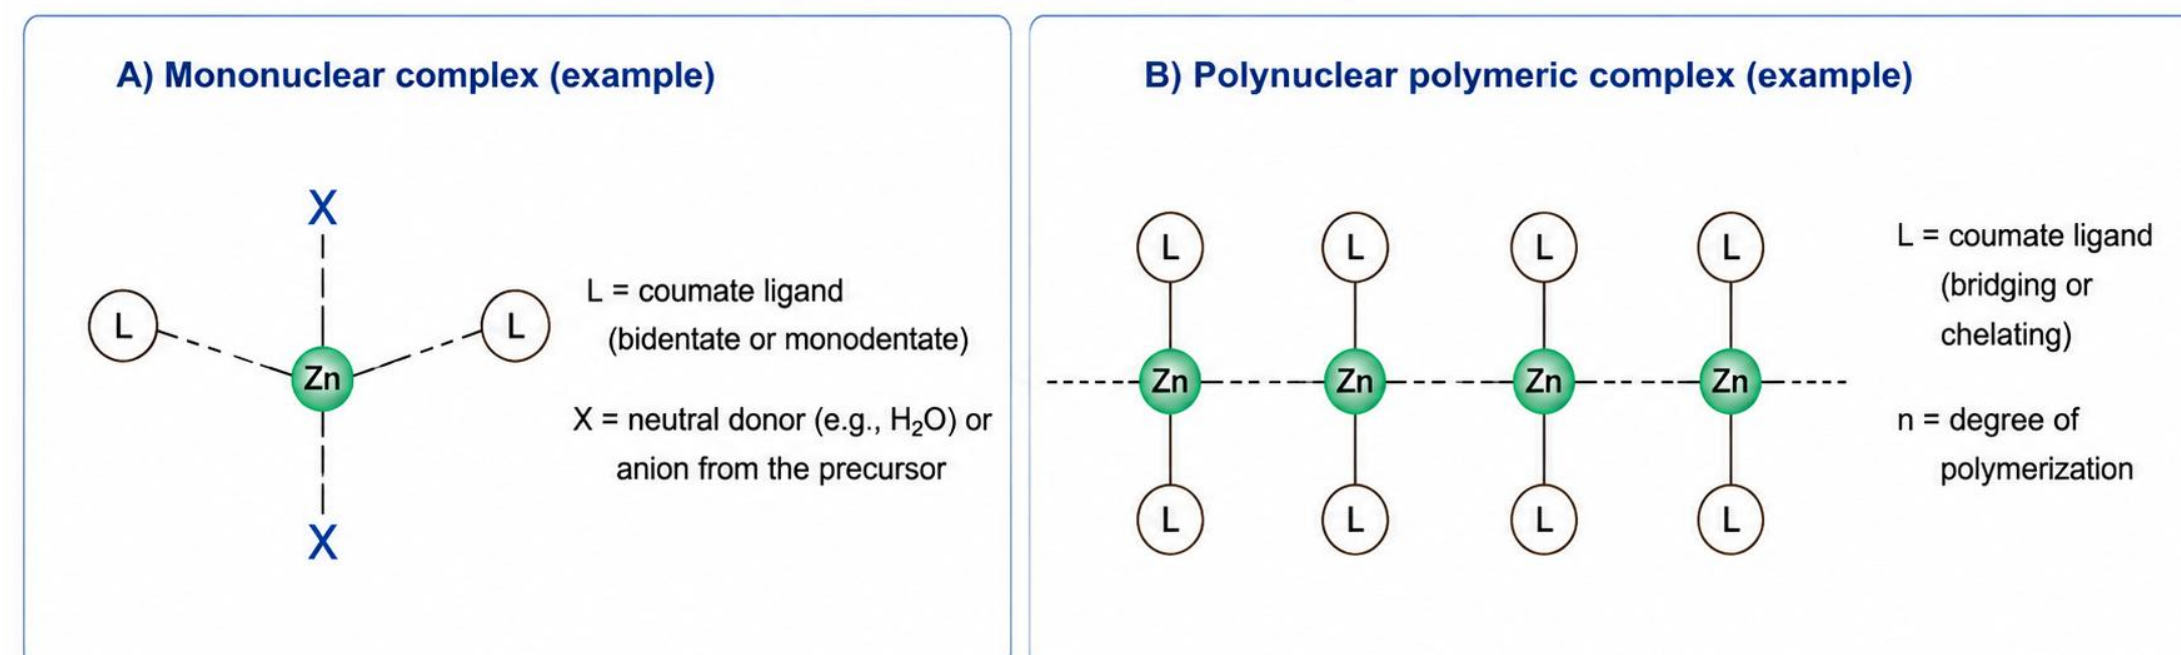 A) Mononuclear complex (example)
X
L
L
Zn
X
L = coumate ligand
(bidentate or monodentate)
X = neutral donor (e.g., H₂O) or
anion from the precursor
B) Polynuclear polymeric complex (example)
L L L L
Zn Zn Zn Zn
L L L L
L = coumate ligand
(bridging or
chelating)
n = degree of
polymerization